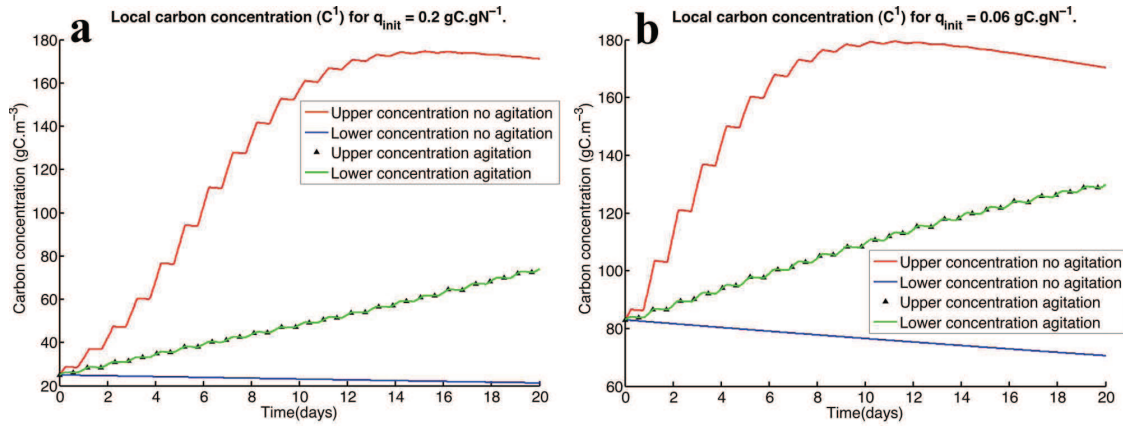 a
Local carbon concentration (C¹) for q_init = 0.2 gC.gN⁻¹.
180
160
140
120
100
80
60
40
20
Carbon concentration (gC.m⁻³)
Upper concentration no agitation
Lower concentration no agitation
Upper concentration agitation
Lower concentration agitation
0 2 4 6 8 10 12 14 16 18 20
Time(days)
b
Local carbon concentration (C¹) for q_init = 0.06 gC.gN⁻¹.
180
160
140
120
100
80
60
Carbon concentration (gC.m⁻³)
Upper concentration no agitation
Lower concentration no agitation
Upper concentration agitation
Lower concentration agitation
0 2 4 6 8 10 12 14 16 18 20
Time(days)